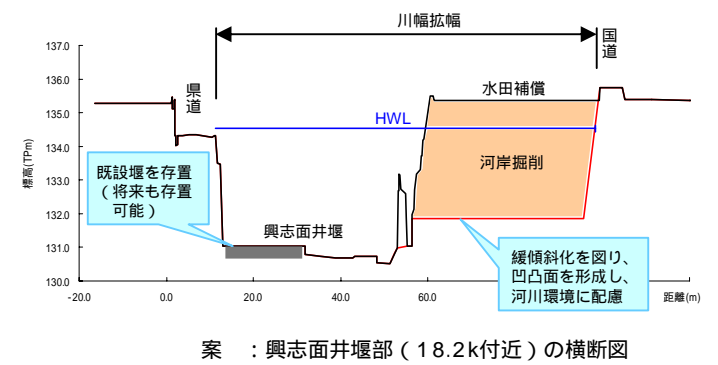 川幅拡幅
国道
137.0
136.0
135.0
134.0
133.0
132.0
131.0
130.0
標高(TPm)
県道
水田補償
HWL
河岸掘削
既設堰を存置
(将来も存置
可能)
興志面井堰
緩傾斜化を図り、
凹凸面を形成し、
河川環境に配慮
-20.0
0.0
20.0
40.0
60.0
距離(m)
案　:興志面井堰部(18.2k付近)の横断図